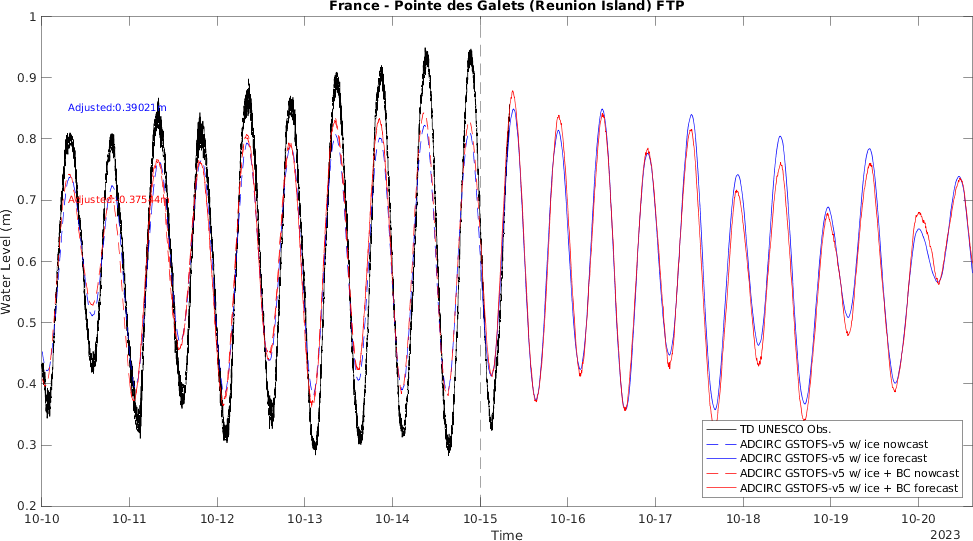 France - Pointe des Galets (Reunion Island) FTP
1
0.9
0.8
0.7
0.6
0.5
0.4
0.3
0.2
Water Level (m)
Adjusted:0.39021m
Adjusted: 0.37544m
TD UNESCO Obs.
ADCIRC GSTOFS-v5 w/ ice nowcast
ADCIRC GSTOFS-v5 w/ ice forecast
ADCIRC GSTOFS-v5 w/ ice + BC nowcast
ADCIRC GSTOFS-v5 w/ ice + BC forecast
10-10 10-11 10-12 10-13 10-14 10-15 10-16 10-17 10-18 10-19 10-20
Time
2023